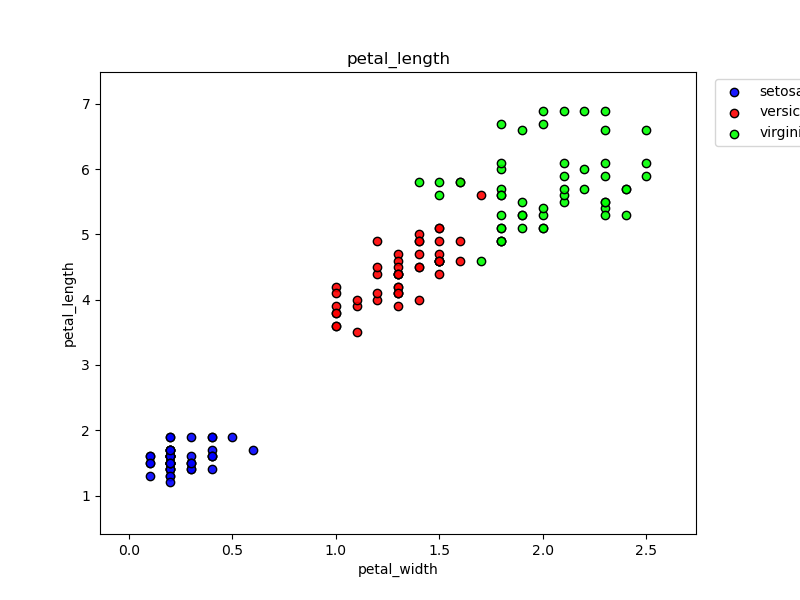 petal_length
7
6
5
4
3
2
1
petal_length
0.0 0.5 1.0 1.5 2.0 2.5
petal_width
setosa
versic
virgini